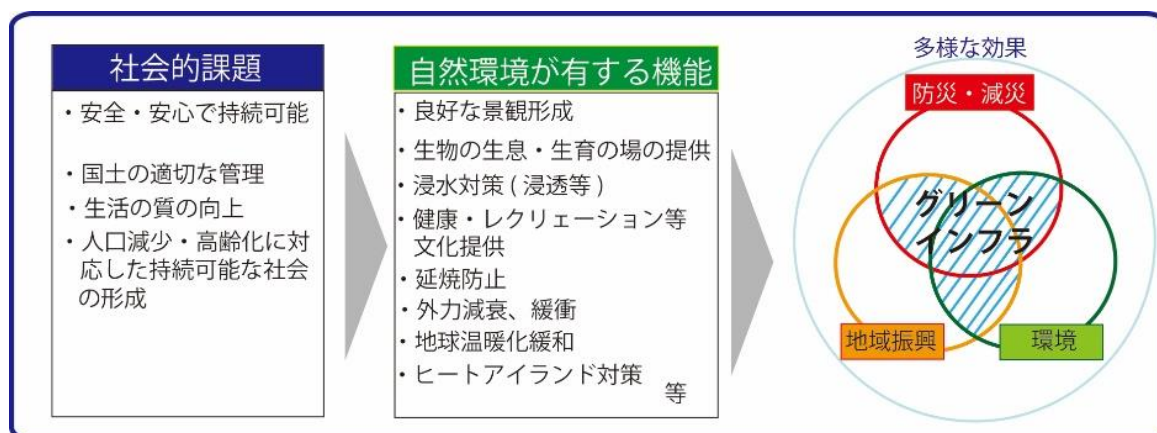 社会的課題
・安全・安心で持続可能
・国土の適切な管理
・生活の質の向上
・人口減少・高齢化に対
応した持続可能な社会
の形成
自然環境が有する機能
・良好な景観形成
・生物の生息・生育の場の提供
・浸水対策(浸透等)
・健康・レクリェーション等
文化提供
・延焼防止
・外力減衰、緩衝
・地球温暖化緩和
・ヒートアイランド対策
等
多様な効果
防災・減災
グリーン
インフラ
地域振興
環境